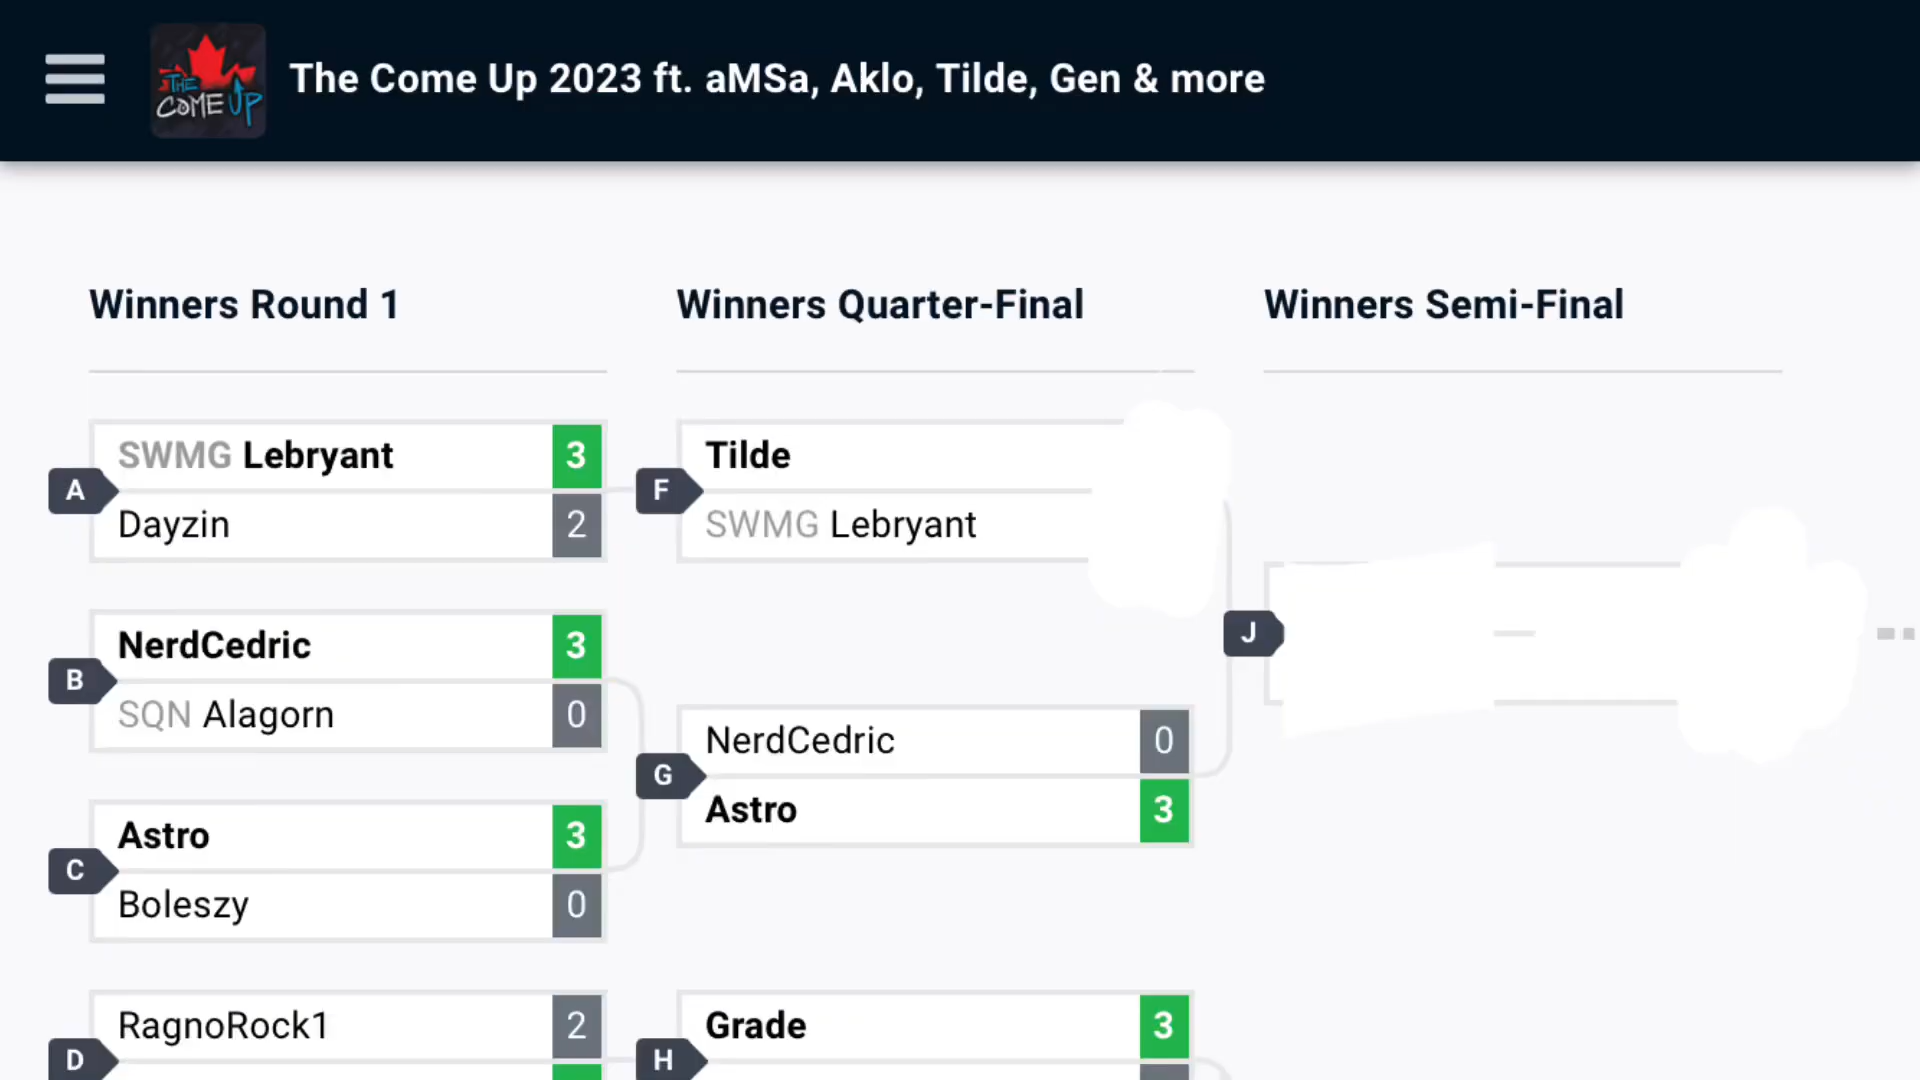 THE
COME UP
The Come Up 2023 ft. aMSa, Aklo, Tilde, Gen & more
Winners Round 1
Winners Quarter-Final
Winners Semi-Final
A
SWMG Lebryant 3
Dayzin 2
F
Tilde
SWMG Lebryant
J
B
NerdCedric 3
SQN Alagorn 0
G
NerdCedric 0
Astro 3
C
Astro 3
Boleszy 0
D
RagnoRock1 2
H
Grade 3